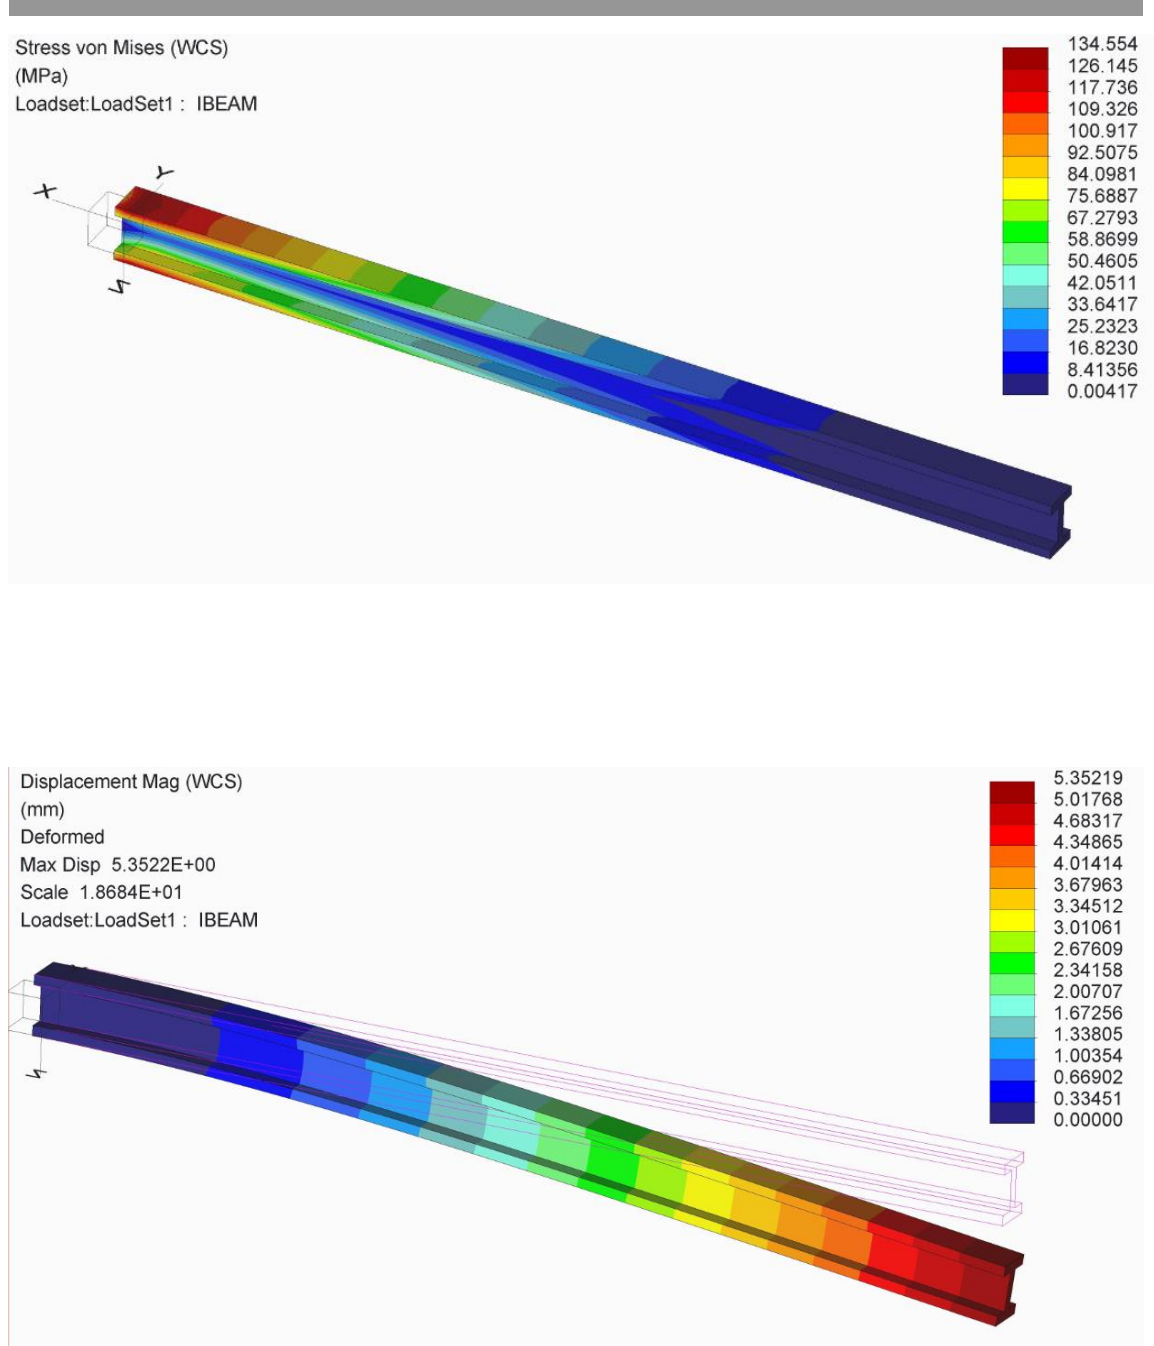 Stress von Mises (WCS)
(MPa)
Loadset:LoadSet1 : IBEAM
134.554
126.145
117.736
109.326
100.917
92.5075
84.0981
75.6887
67.2793
58.8699
50.4605
42.0511
33.6417
25.2323
16.8230
8.41356
0.00417
X
Y
Z
Displacement Mag (WCS)
(mm)
Deformed
Max Disp 5.3522E+00
Scale 1.8684E+01
Loadset:LoadSet1 : IBEAM
5.35219
5.01768
4.68317
4.34865
4.01414
3.67963
3.34512
3.01061
2.67609
2.34158
2.00707
1.67256
1.33805
1.00354
0.66902
0.33451
0.00000
Z